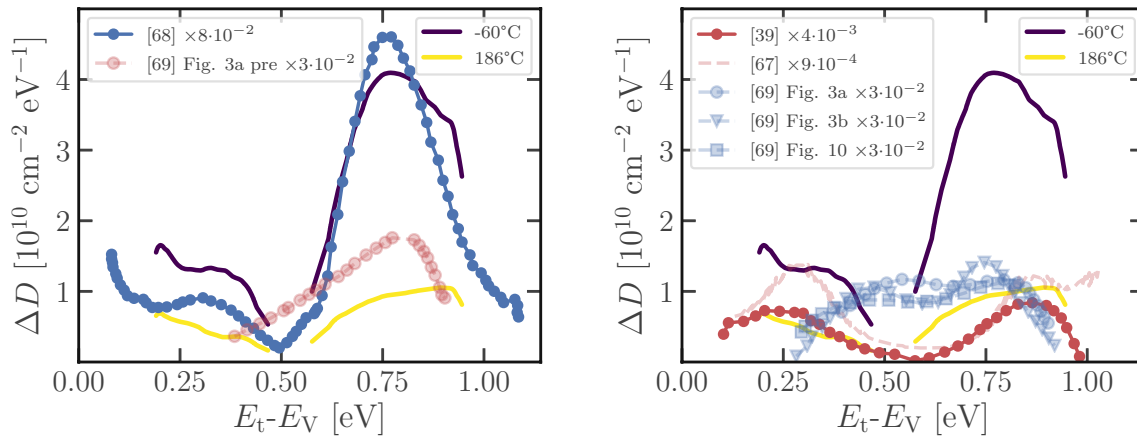 [68] ×8·10⁻²
[69] Fig. 3a pre ×3·10⁻²
-60°C
186°C
ΔD [10¹⁰ cm⁻² eV⁻¹]
4
3
2
1
0.00 0.25 0.50 0.75 1.00
Eₜ-E_V [eV]
[39] ×4·10⁻³
[67] ×9·10⁻⁴
[69] Fig. 3a ×3·10⁻²
[69] Fig. 3b ×3·10⁻²
[69] Fig. 10 ×3·10⁻²
-60°C
186°C
ΔD [10¹⁰ cm⁻² eV⁻¹]
4
3
2
1
0.00 0.25 0.50 0.75 1.00
Eₜ-E_V [eV]